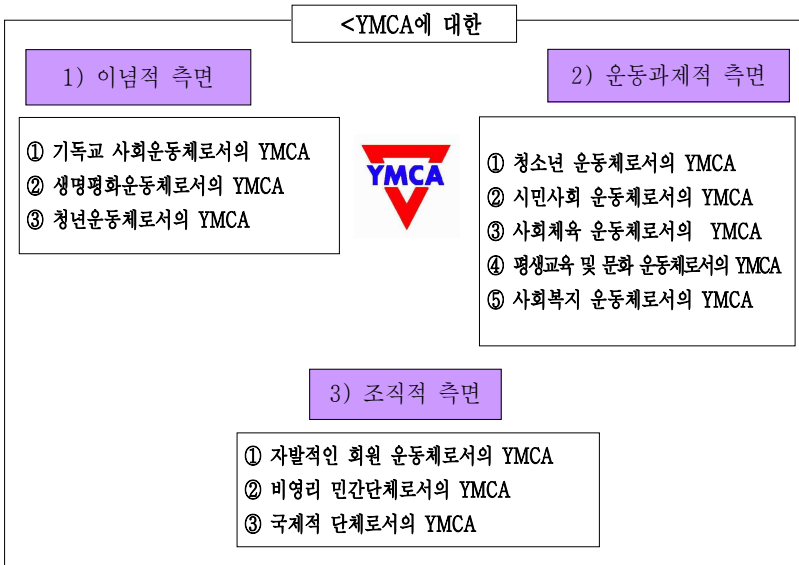 <YMCA에 대한
1) 이념적 측면
① 기독교 사회운동체로서의 YMCA
② 생명평화운동체로서의 YMCA
③ 청년운동체로서의 YMCA
YMCA
2) 운동과제적 측면
① 청소년 운동체로서의 YMCA
② 시민사회 운동체로서의 YMCA
③ 사회체육 운동체로서의 YMCA
④ 평생교육 및 문화 운동체로서의 YMCA
⑤ 사회복지 운동체로서의 YMCA
3) 조직적 측면
① 자발적인 회원 운동체로서의 YMCA
② 비영리 민간단체로서의 YMCA
③ 국제적 단체로서의 YMCA